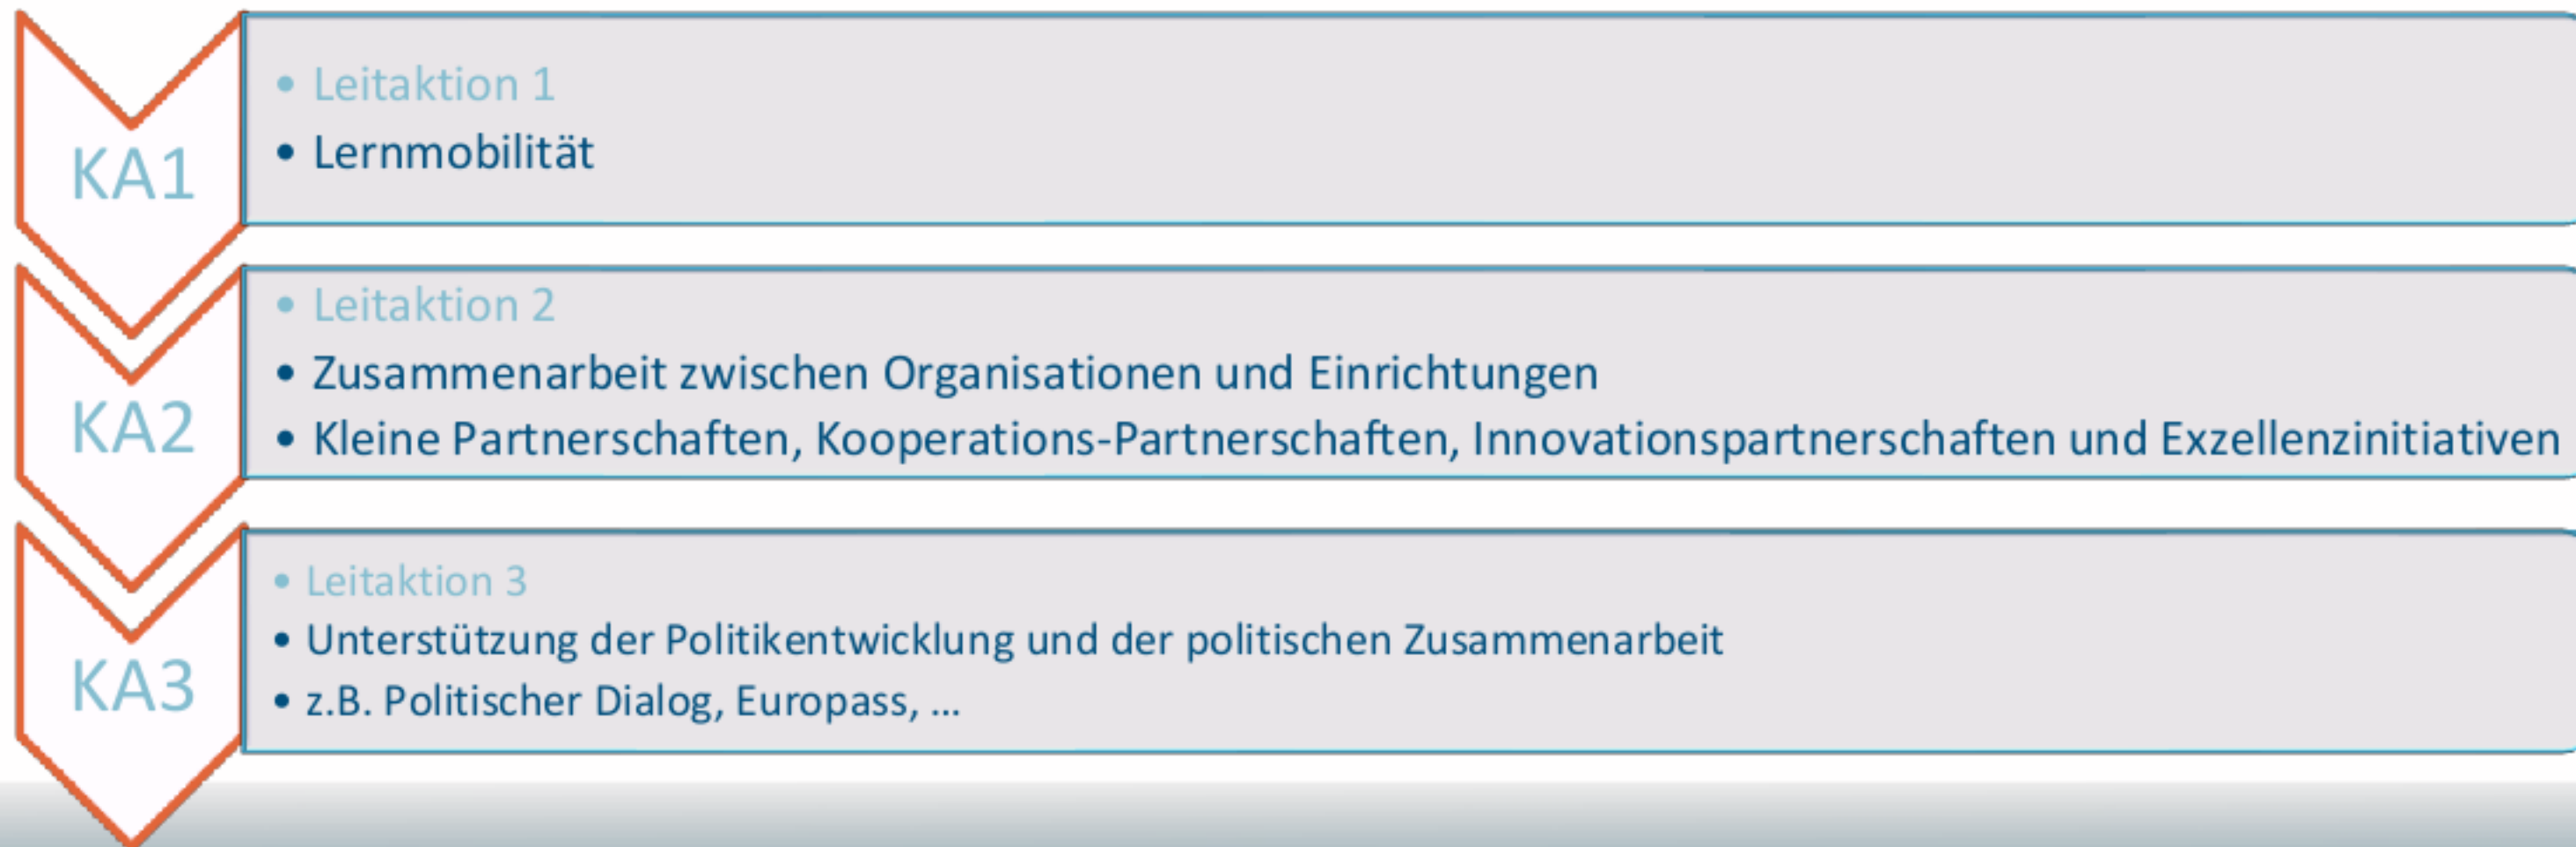 KA1
• Leitaktion 1
• Lernmobilität
KA2
• Leitaktion 2
• Zusammenarbeit zwischen Organisationen und Einrichtungen
• Kleine Partnerschaften, Kooperations-Partnerschaften, Innovationspartnerschaften und Exzellenzinitiativen
KA3
• Leitaktion 3
• Unterstützung der Politikentwicklung und der politischen Zusammenarbeit
• z.B. Politischer Dialog, Europass, ...